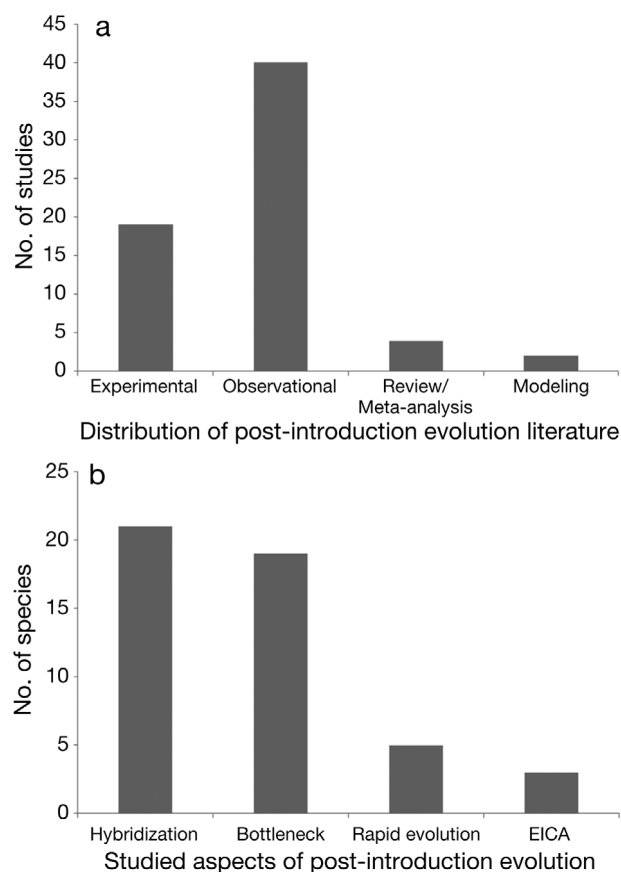 a
No. of studies
45
40
35
30
25
20
15
10
5
0
Experimental
Observational
Review/
Meta-analysis
Modeling
Distribution of post-introduction evolution literature
b
No. of species
25
20
15
10
5
0
Hybridization
Bottleneck
Rapid evolution
EICA
Studied aspects of post-introduction evolution